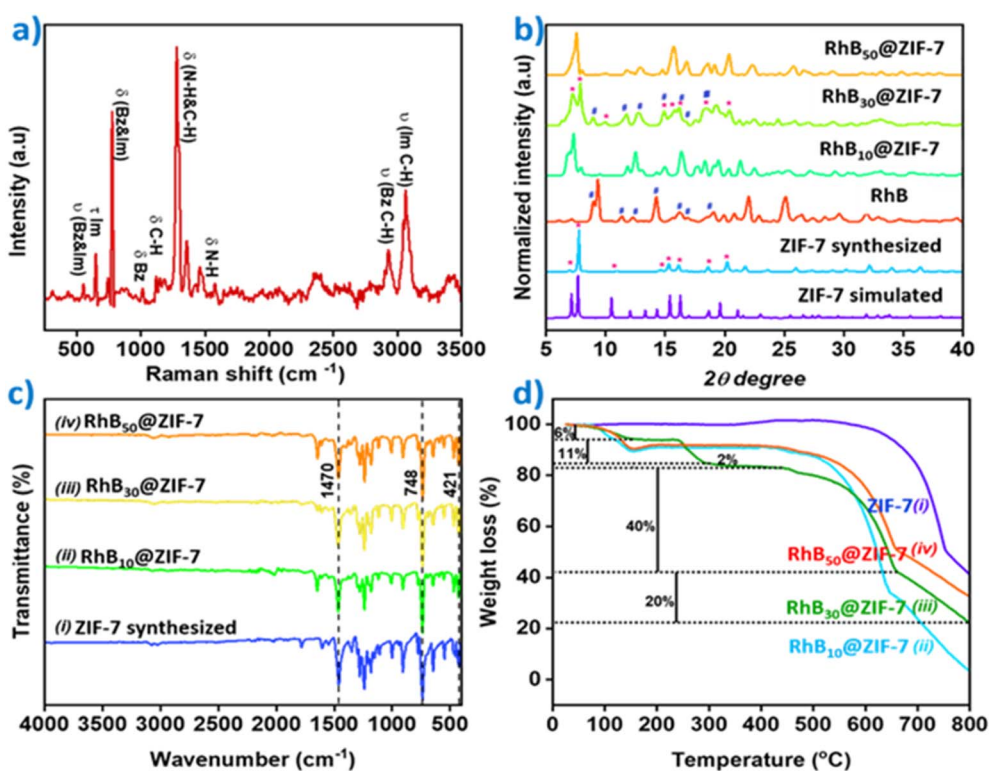 a)
Intensity (a.u)
υ (Bz&Im)
τ Im
δ (Bz&Im)
δ Bz
δ C-H
δ (N-H&C-H)
δ N-H
υ (Bz C-H)
υ (Im C-H)
500 1000 1500 2000 2500 3000 3500
Raman shift (cm -1)
b)
Normalized intensity (a.u)
RhB50@ZIF-7
RhB30@ZIF-7
RhB10@ZIF-7
RhB
ZIF-7 synthesized
ZIF-7 simulated
* * # * # # * * * # # # * *
# # # # # #
* * * * * * * *
5 10 15 20 25 30 35 40
2θ degree
c)
Transmittance (%)
(iv) RhB50@ZIF-7
(iii) RhB30@ZIF-7
(ii) RhB10@ZIF-7
(i) ZIF-7 synthesized
1470
748
421
4000 3500 3000 2500 2000 1500 1000 500
Wavenumber (cm-1)
d)
Weight loss (%)
100
80
60
40
20
0
6%
11%
2%
40%
20%
ZIF-7(i)
RhB50@ZIF-7 (iv)
RhB30@ZIF-7 (iii)
RhB10@ZIF-7 (ii)
0 100 200 300 400 500 600 700 800
Temperature (oC)